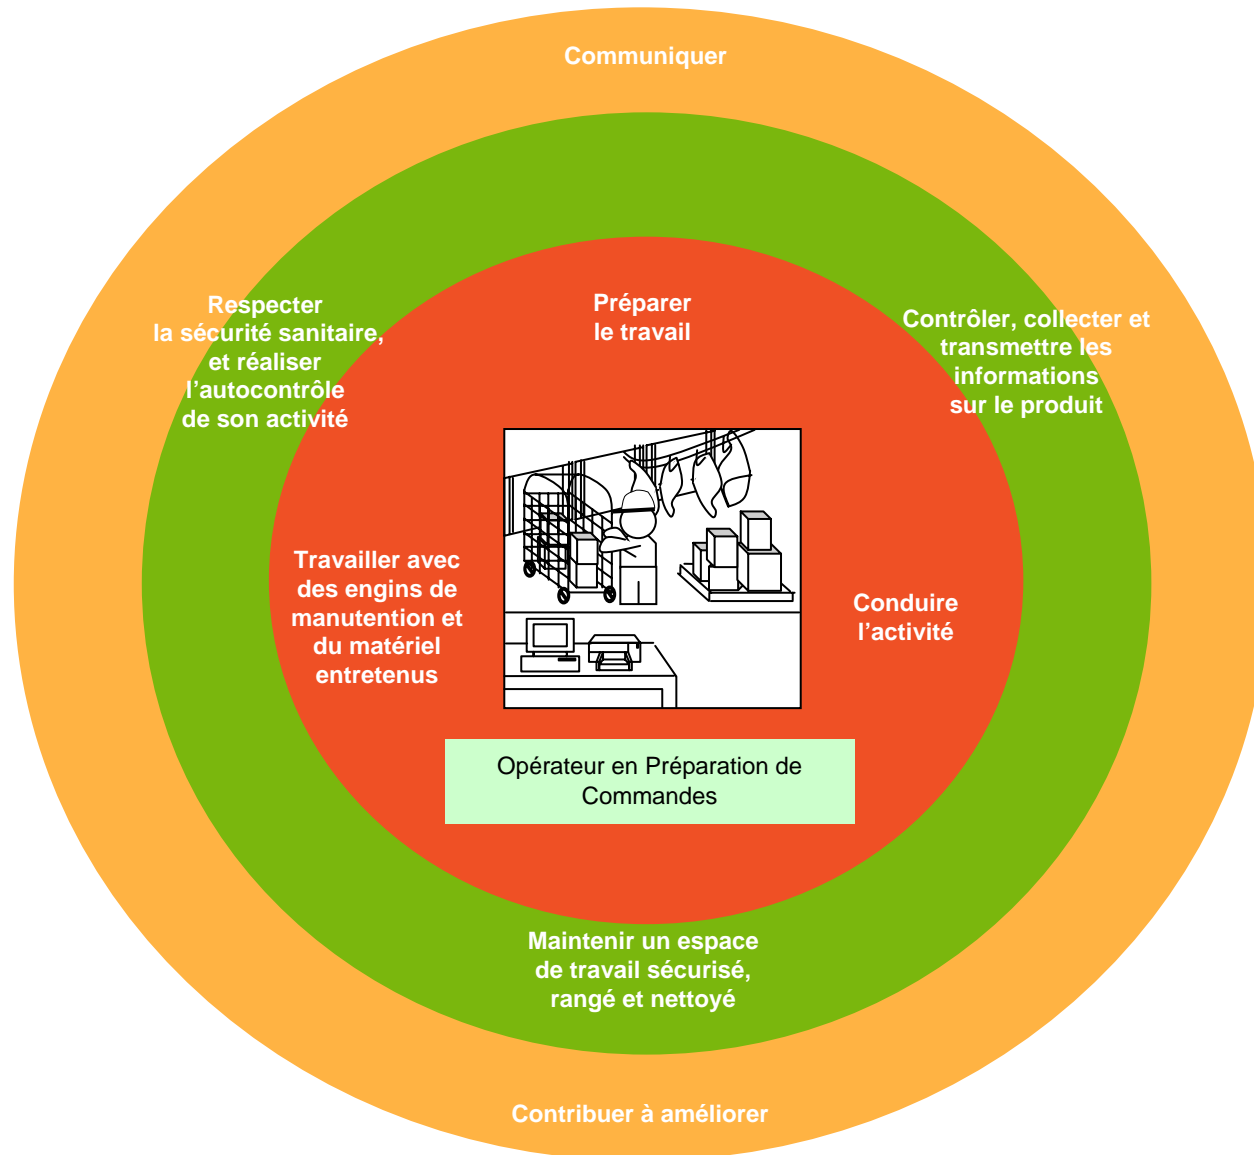 Communiquer
Respecter
la sécurité sanitaire,
et réaliser
l’autocontrôle
de son activité
Préparer
le travail
Contrôler, collecter et
transmettre les
informations
sur le produit
Travailler avec
des engins de
manutention et
du matériel
entretenus
Conduire
l’activité
Opérateur en Préparation de
Commandes
Maintenir un espace
de travail sécurisé,
rangé et nettoyé
Contribuer à améliorer